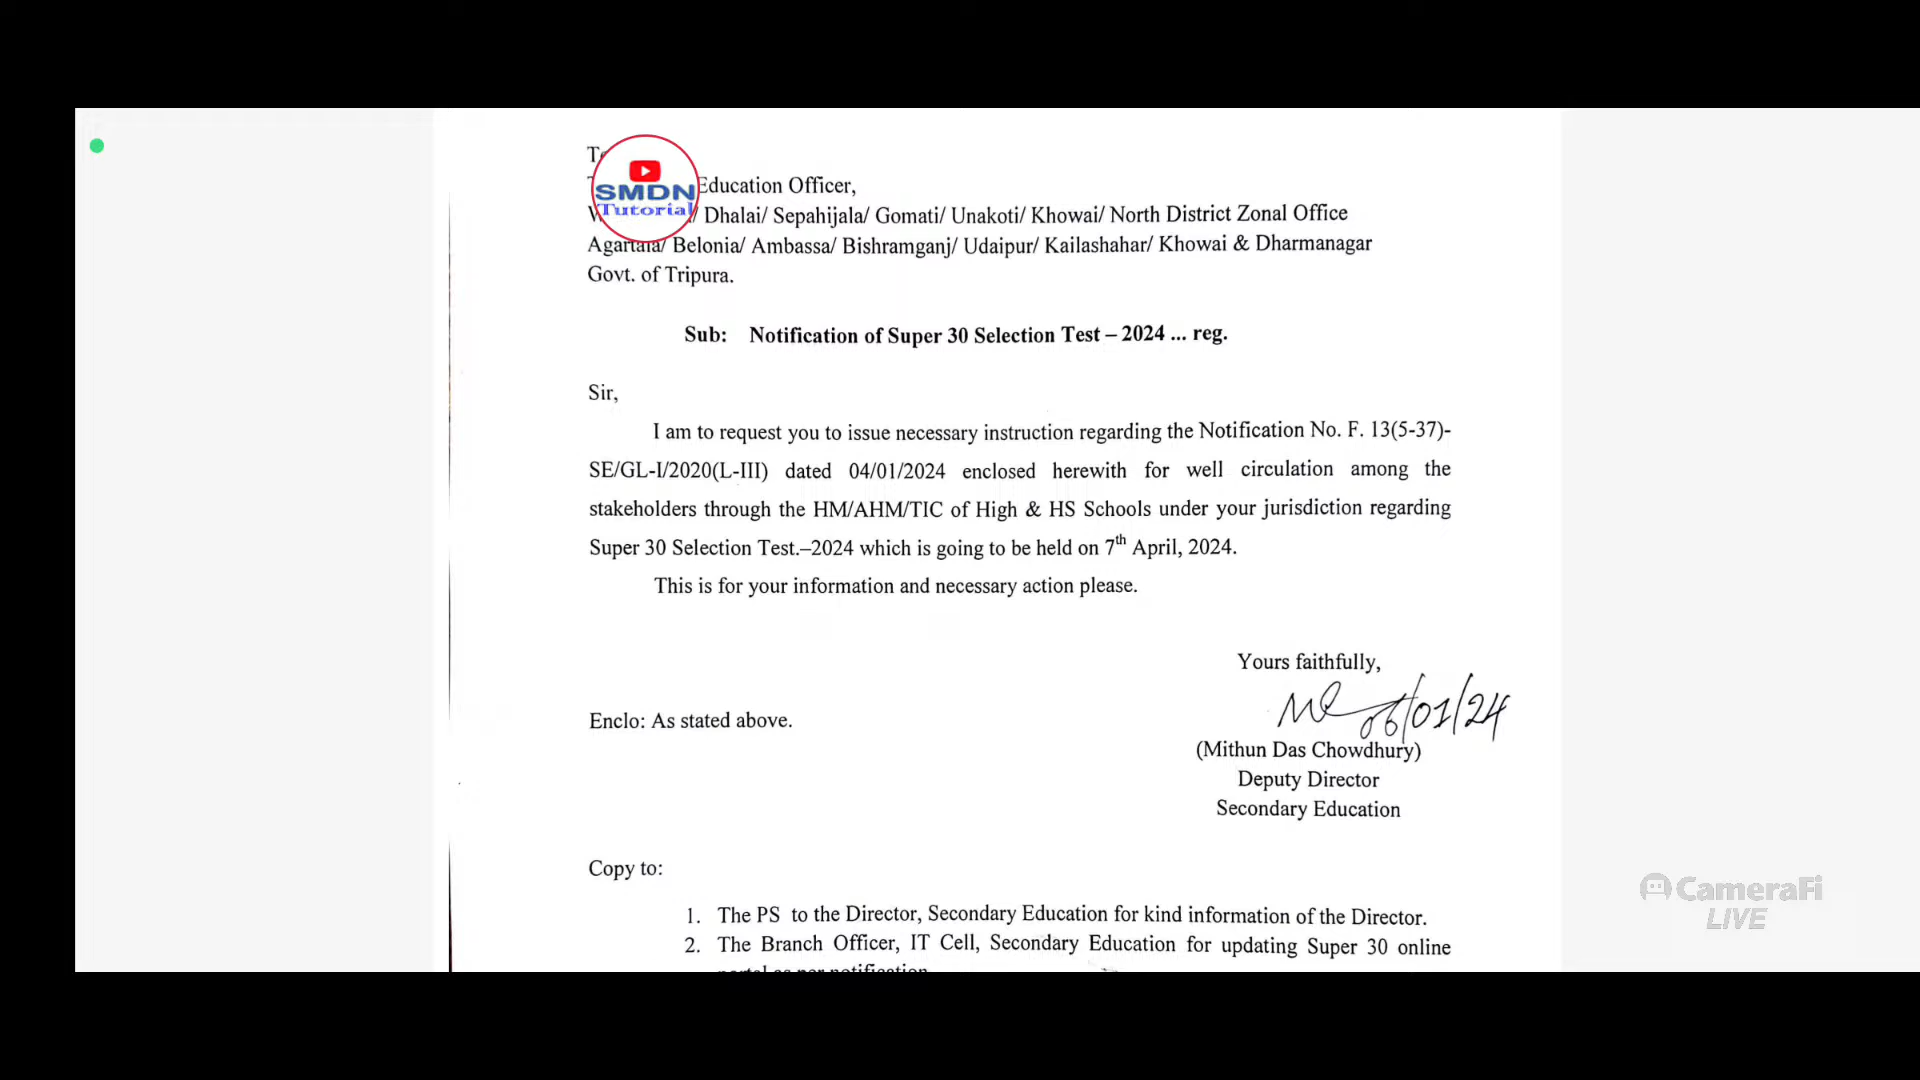 SMDN
Tutorial
Education Officer,
Dhalai/ Sepahijala/ Gomati/ Unakoti/ Khowai/ North District Zonal Office
Agartala/ Belonia/ Ambassa/ Bishramganj/ Udaipur/ Kailashahar/ Khowai & Dharmanagar
Govt. of Tripura.
Sub: Notification of Super 30 Selection Test – 2024 ... reg.
Sir,
I am to request you to issue necessary instruction regarding the Notification No. F. 13(5-37)-
SE/GL-I/2020(L-III) dated 04/01/2024 enclosed herewith for well circulation among the
stakeholders through the HM/AHM/TIC of High & HS Schools under your jurisdiction regarding
Super 30 Selection Test.–2024 which is going to be held on 7th April, 2024.
This is for your information and necessary action please.
Yours faithfully,
06/01/24
Enclo: As stated above.
(Mithun Das Chowdhury)
Deputy Director
Secondary Education
Copy to:
1. The PS to the Director, Secondary Education for kind information of the Director.
2. The Branch Officer, IT Cell, Secondary Education for updating Super 30 online
portal as per notification
CameraFi
LIVE